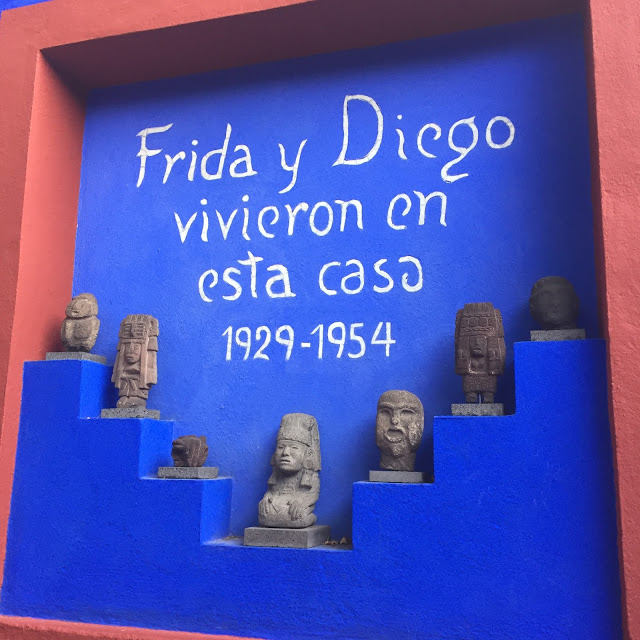 Frida y Diego
vivieron en
esta casa
1929-1954